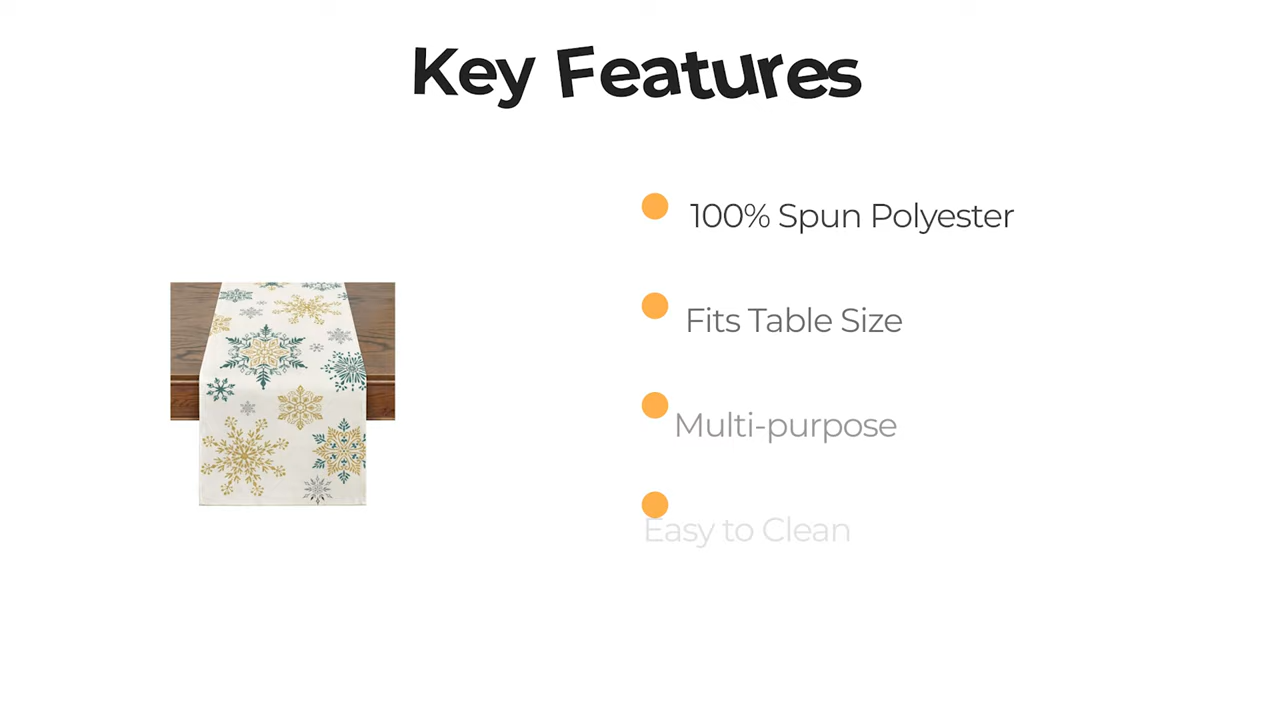 Key Features
100% Spun Polyester
Fits Table Size
Multi-purpose
Easy to Clean